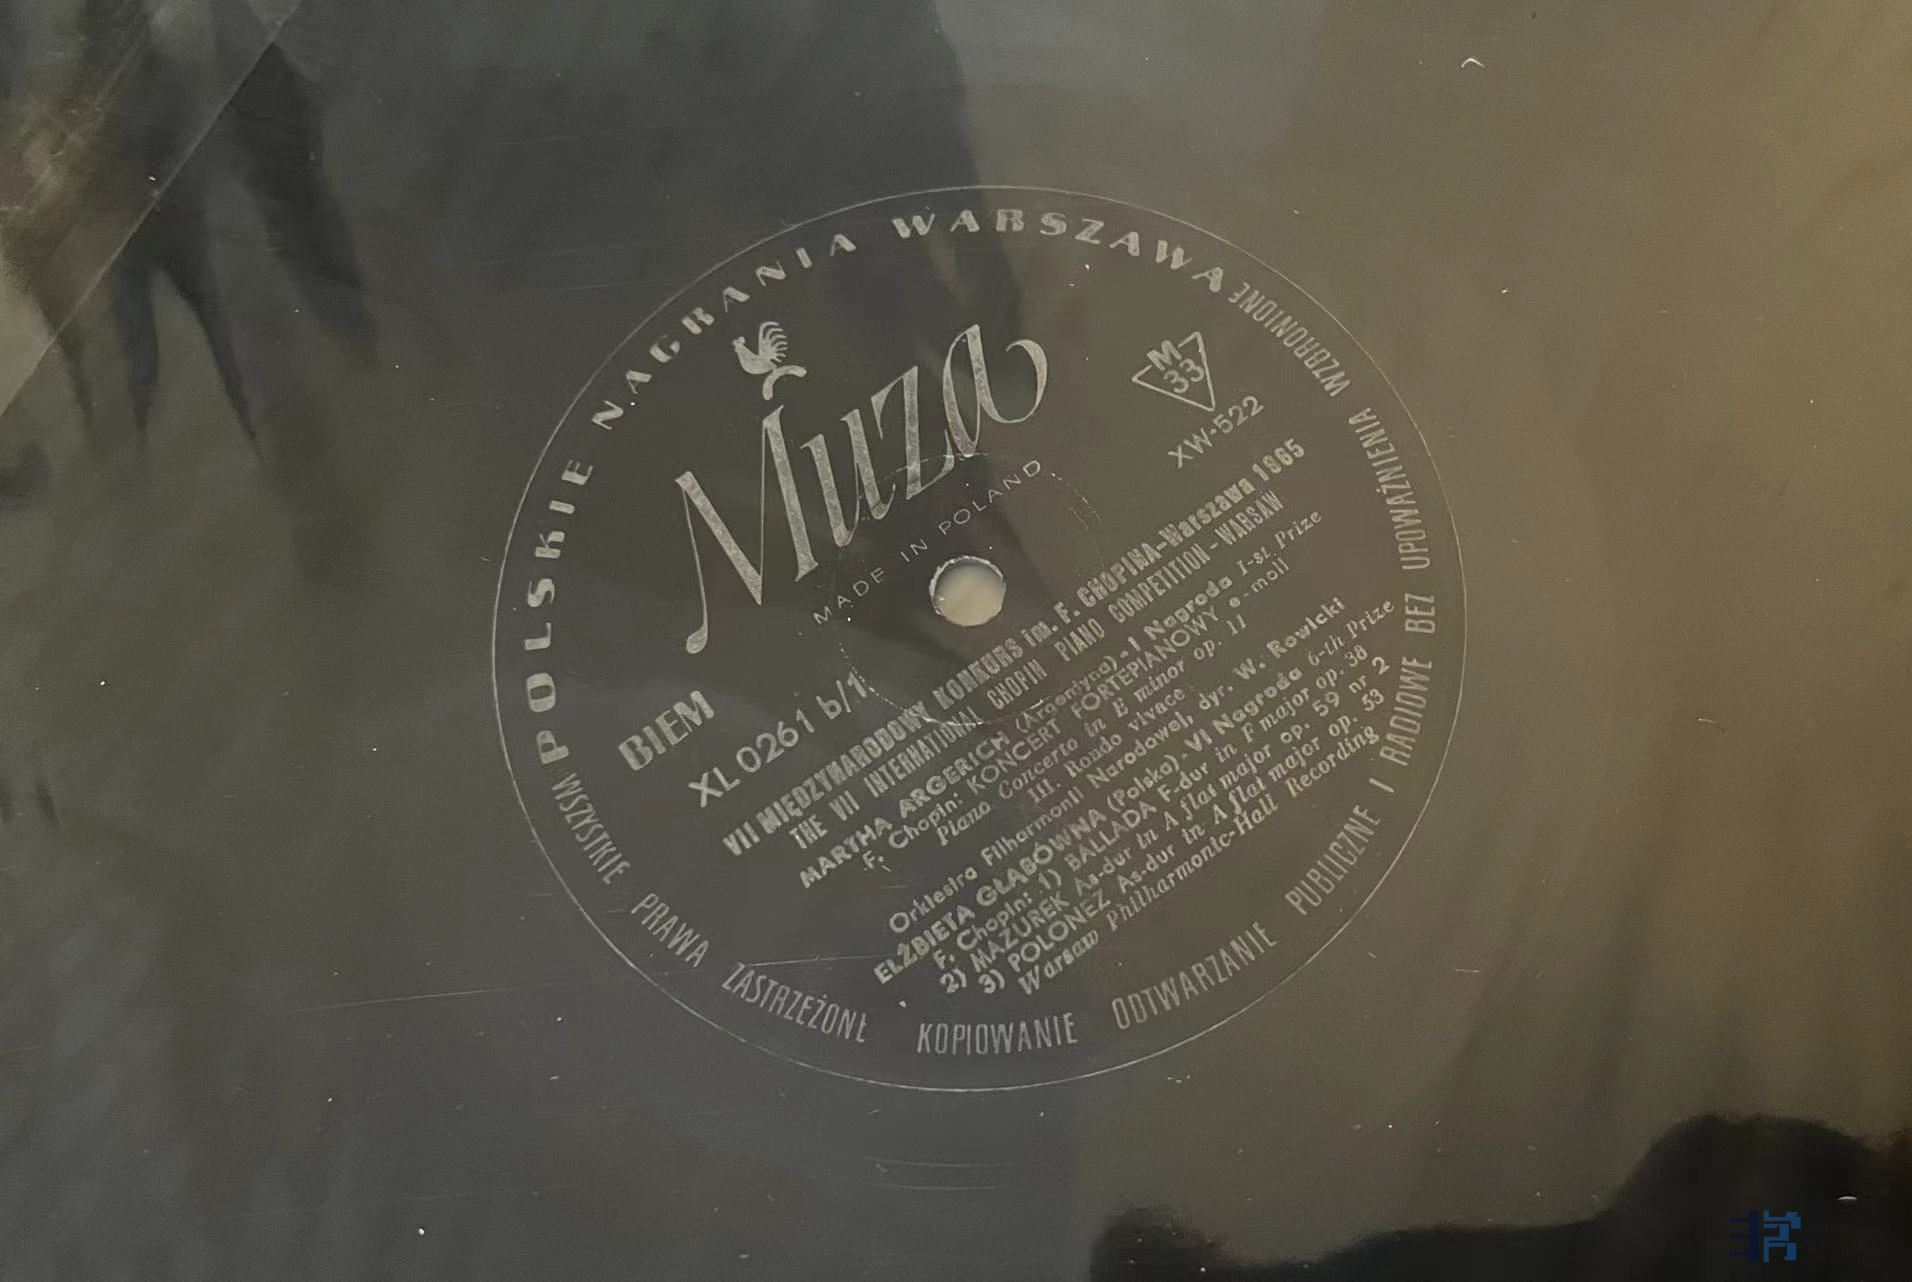 POLSKIE NAGRANIA WARSZAWA
Muza
MADE IN POLAND
M
33
XW-522
BIEM
XL 0261 b/1
VII MIĘDZYNARODOWY KONKURS im. F. CHOPINA-Warszawa 1965
THE VII INTERNATIONAL CHOPIN PIANO COMPETITION - WARSAW
MARTHA ARGERICH (Argentyna)-I Nagroda I-st Prize
F. Chopin: KONCERT FORTEPIANOWY e-moll
Piano Concerto in E minor op. 11
III. Rondo vivace
Orkiestra Filharmonii Narodowej, dyr. W. Rowicki
ELŻBIETA GŁABÓWNA (Polska)- VI Nagroda 6-th Prize
F. Chopin: 1) BALLADA F-dur in F major op. 38
2) MAZUREK As-dur in A flat major op. 59 nr 2
3) POLONEZ As-dur in A flat major op. 53
Warsaw Philharmonic-Hall Recording
WSZYSTKIE PRAWA ZASTRZEŻONE KOPIOWANIE ODTWARZANIE PUBLICZNE I RADIOWE BEZ UPOWAŻNIENIA WZBRONIONE